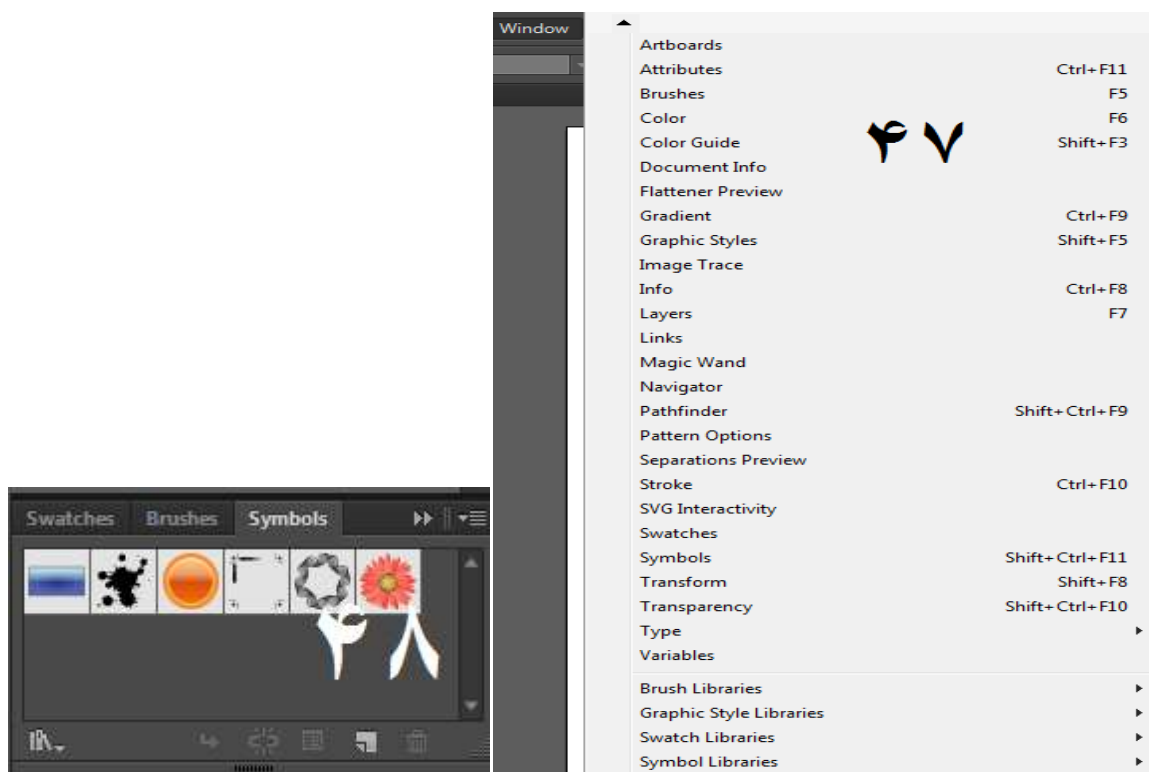 Window
Artboards
Attributes Ctrl+F11
Brushes F5
Color F6
Color Guide Shift+F3
۴۷
Document Info
Flattener Preview
Gradient Ctrl+F9
Graphic Styles Shift+F5
Image Trace
Info Ctrl+F8
Layers F7
Links
Magic Wand
Navigator
Pathfinder Shift+Ctrl+F9
Pattern Options
Separations Preview
Stroke Ctrl+F10
SVG Interactivity
Swatches
Symbols Shift+Ctrl+F11
Transform Shift+F8
Transparency Shift+Ctrl+F10
Type
Variables
Brush Libraries
Graphic Style Libraries
Swatch Libraries
Symbol Libraries
Swatches Brushes Symbols
۴۸